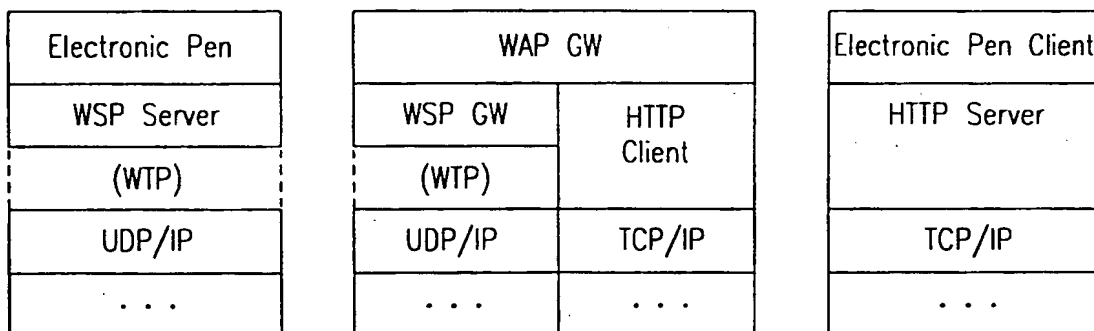 Electronic Pen
WSP Server
(WTP)
UDP/IP
. . .
WAP GW
WSP GW
(WTP)
UDP/IP
. . .
HTTP
Client
TCP/IP
. . .
Electronic Pen Client
HTTP Server
TCP/IP
. . .